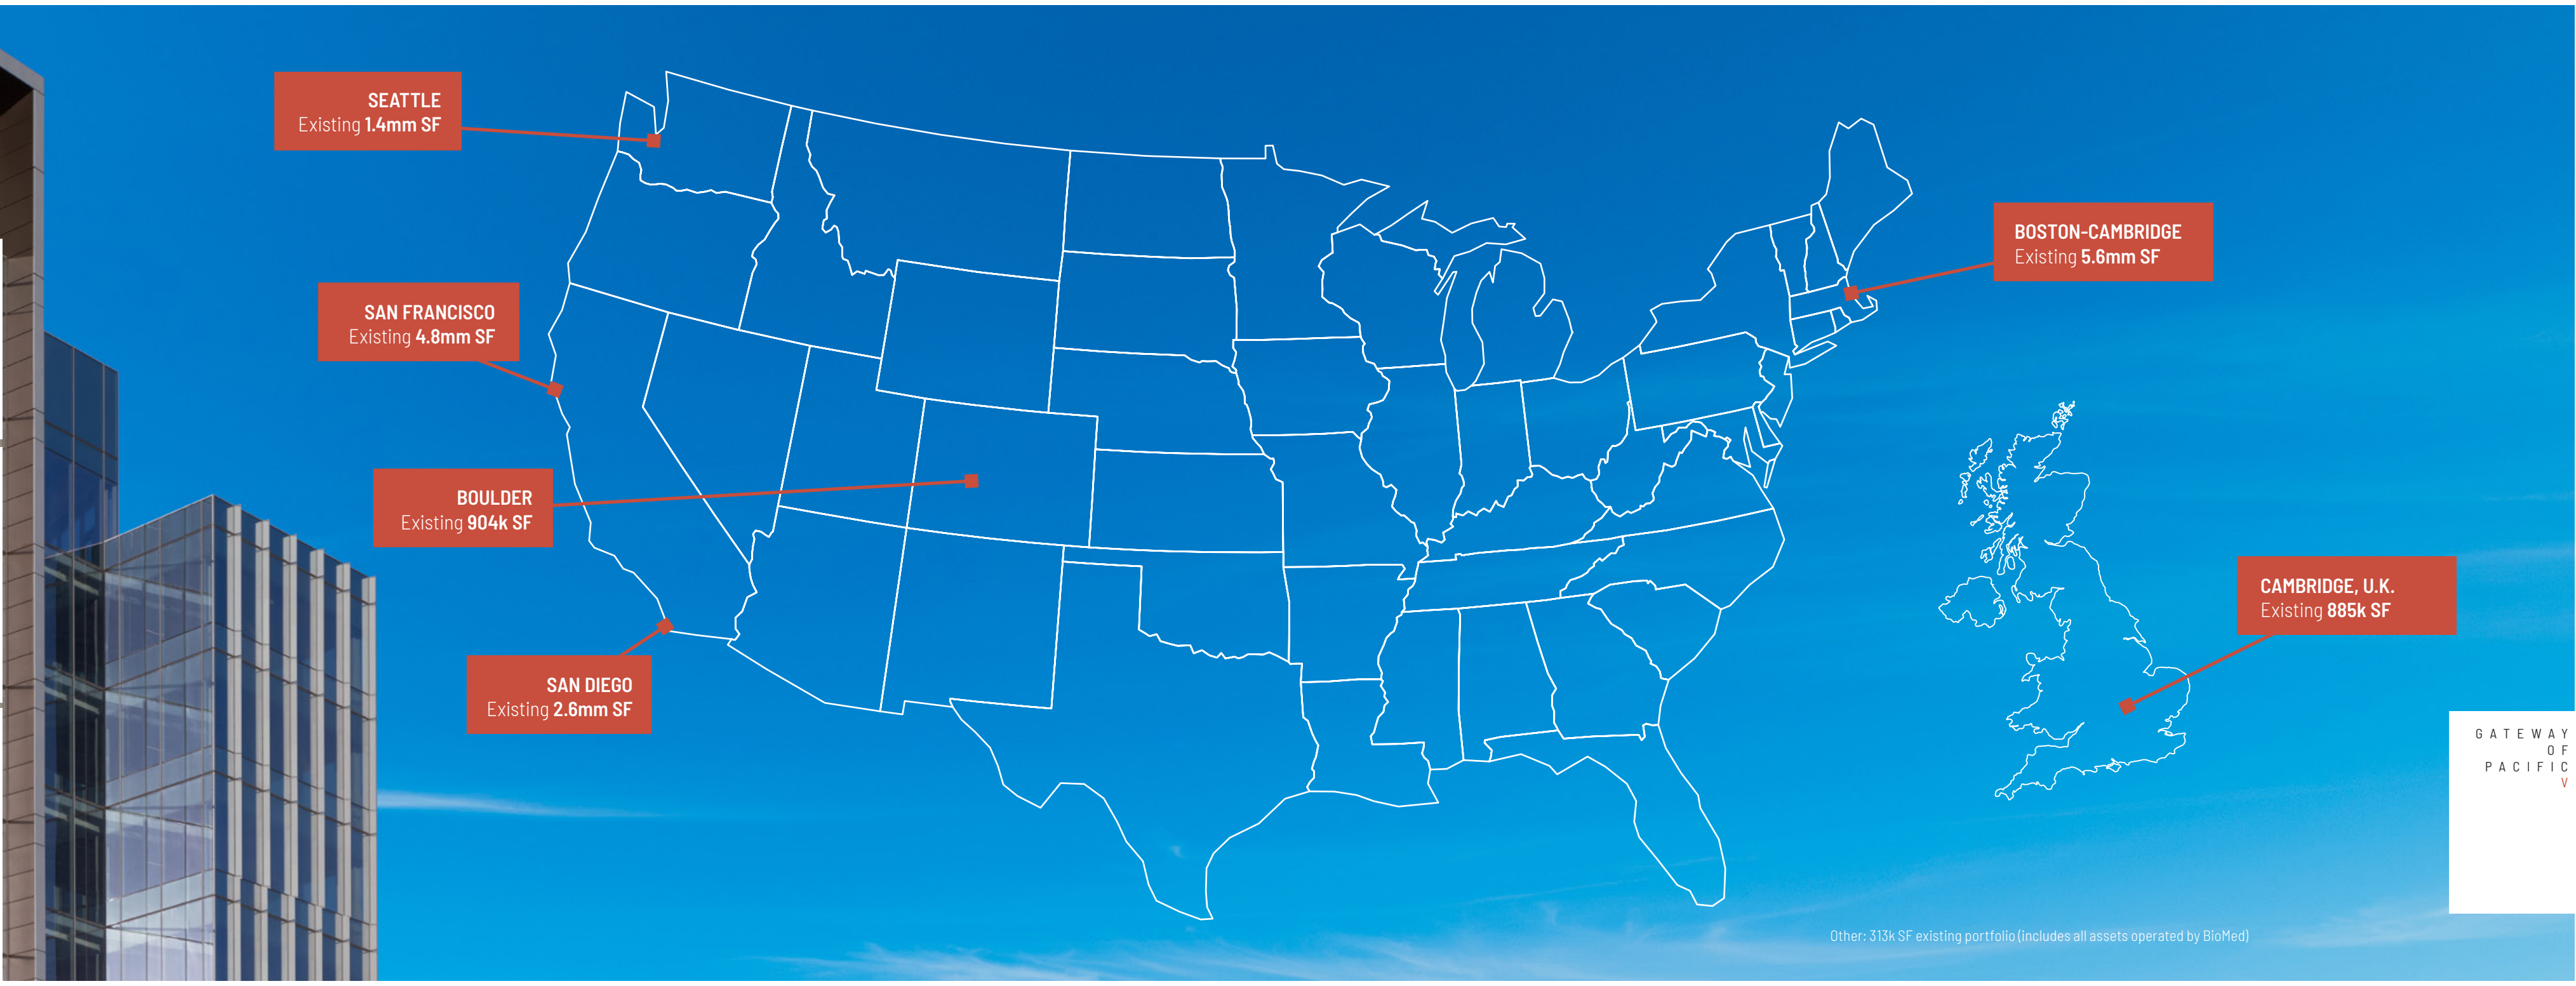 SEATTLE
Existing 1.4mm SF
SAN FRANCISCO
Existing 4.8mm SF
BOULDER
Existing 904k SF
SAN DIEGO
Existing 2.6mm SF
BOSTON-CAMBRIDGE
Existing 5.6mm SF
CAMBRIDGE, U.K.
Existing 885k SF
GATEWAY
OF
PACIFIC
V
Other: 313k SF existing portfolio (includes all assets operated by BioMed)